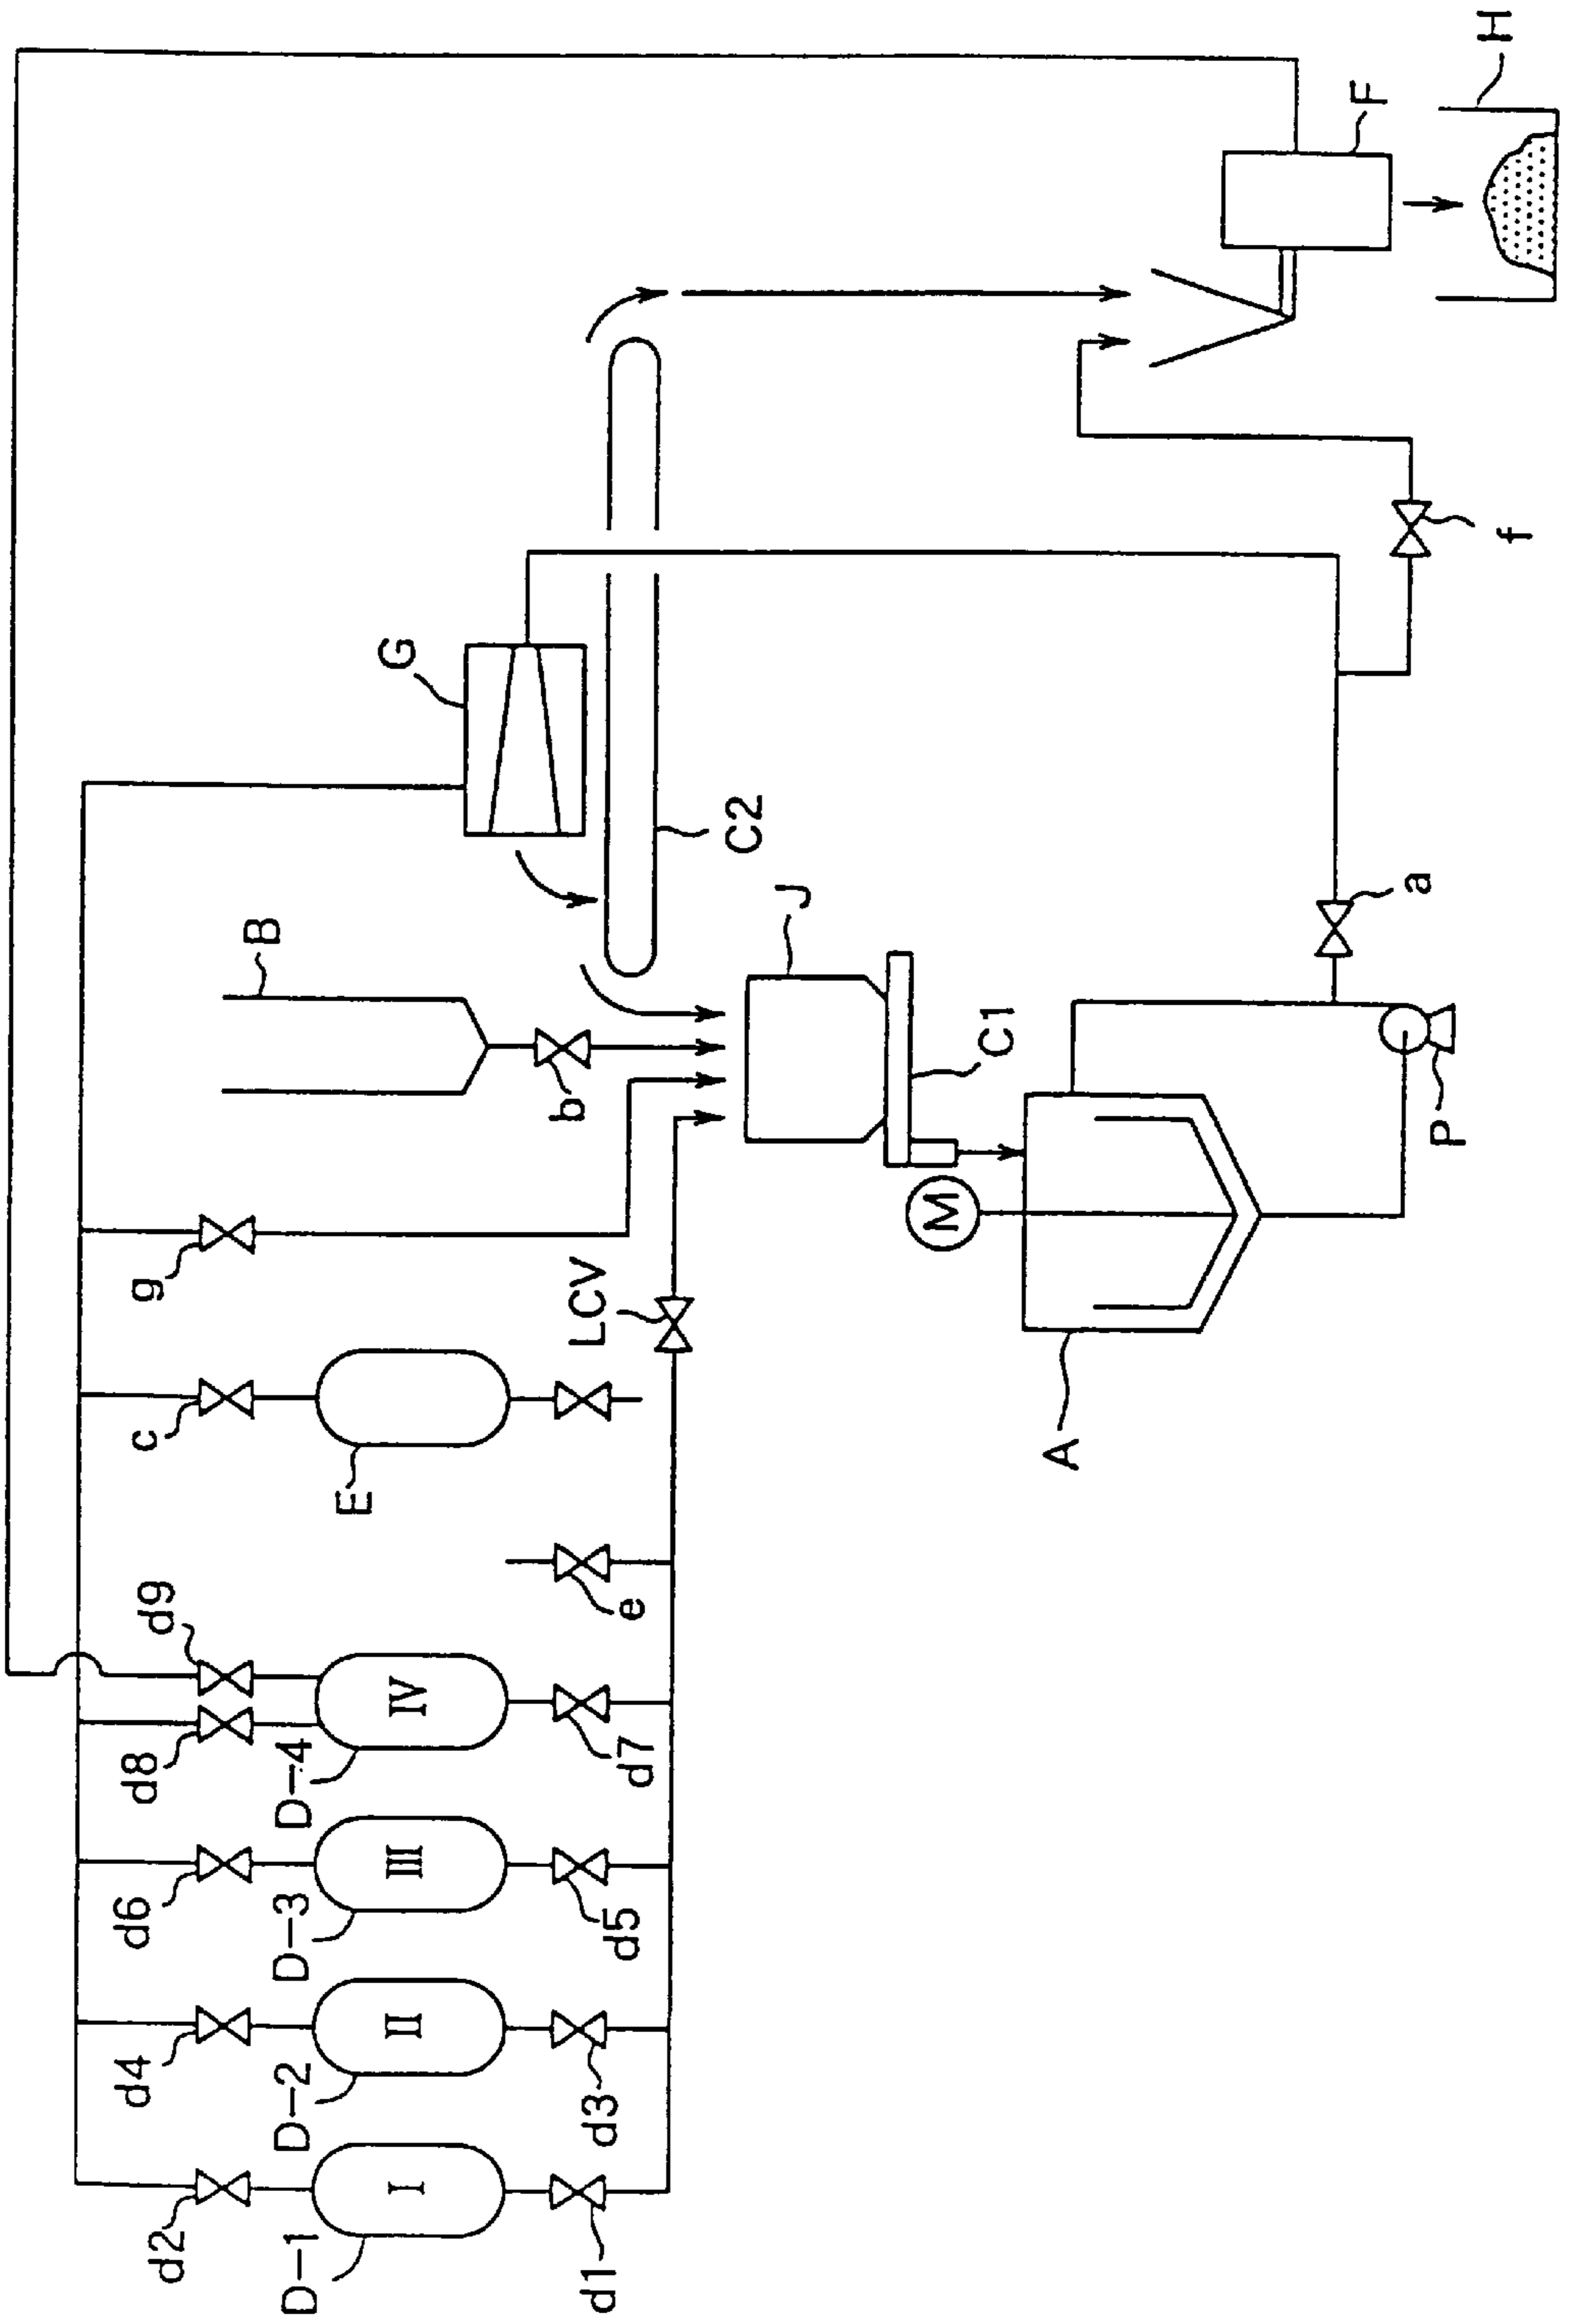 H
F
G
C2
B
J
a
f
b
C1
P
g
M
LCV
c
E
A
d9
e
d8
IV
D-4
d7
d6
III
D-3
d5
d4
II
D-2
d3
d2
I
D-1
d1